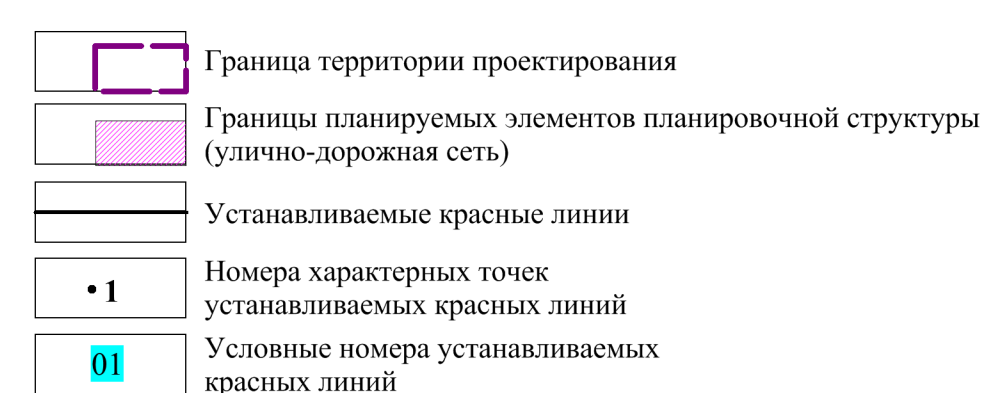 Граница территории проектирования
Границы планируемых элементов планировочной структуры
(улично-дорожная сеть)
Устанавливаемые красные линии
1
Номера характерных точек
устанавливаемых красных линий
01
Условные номера устанавливаемых
красных линий